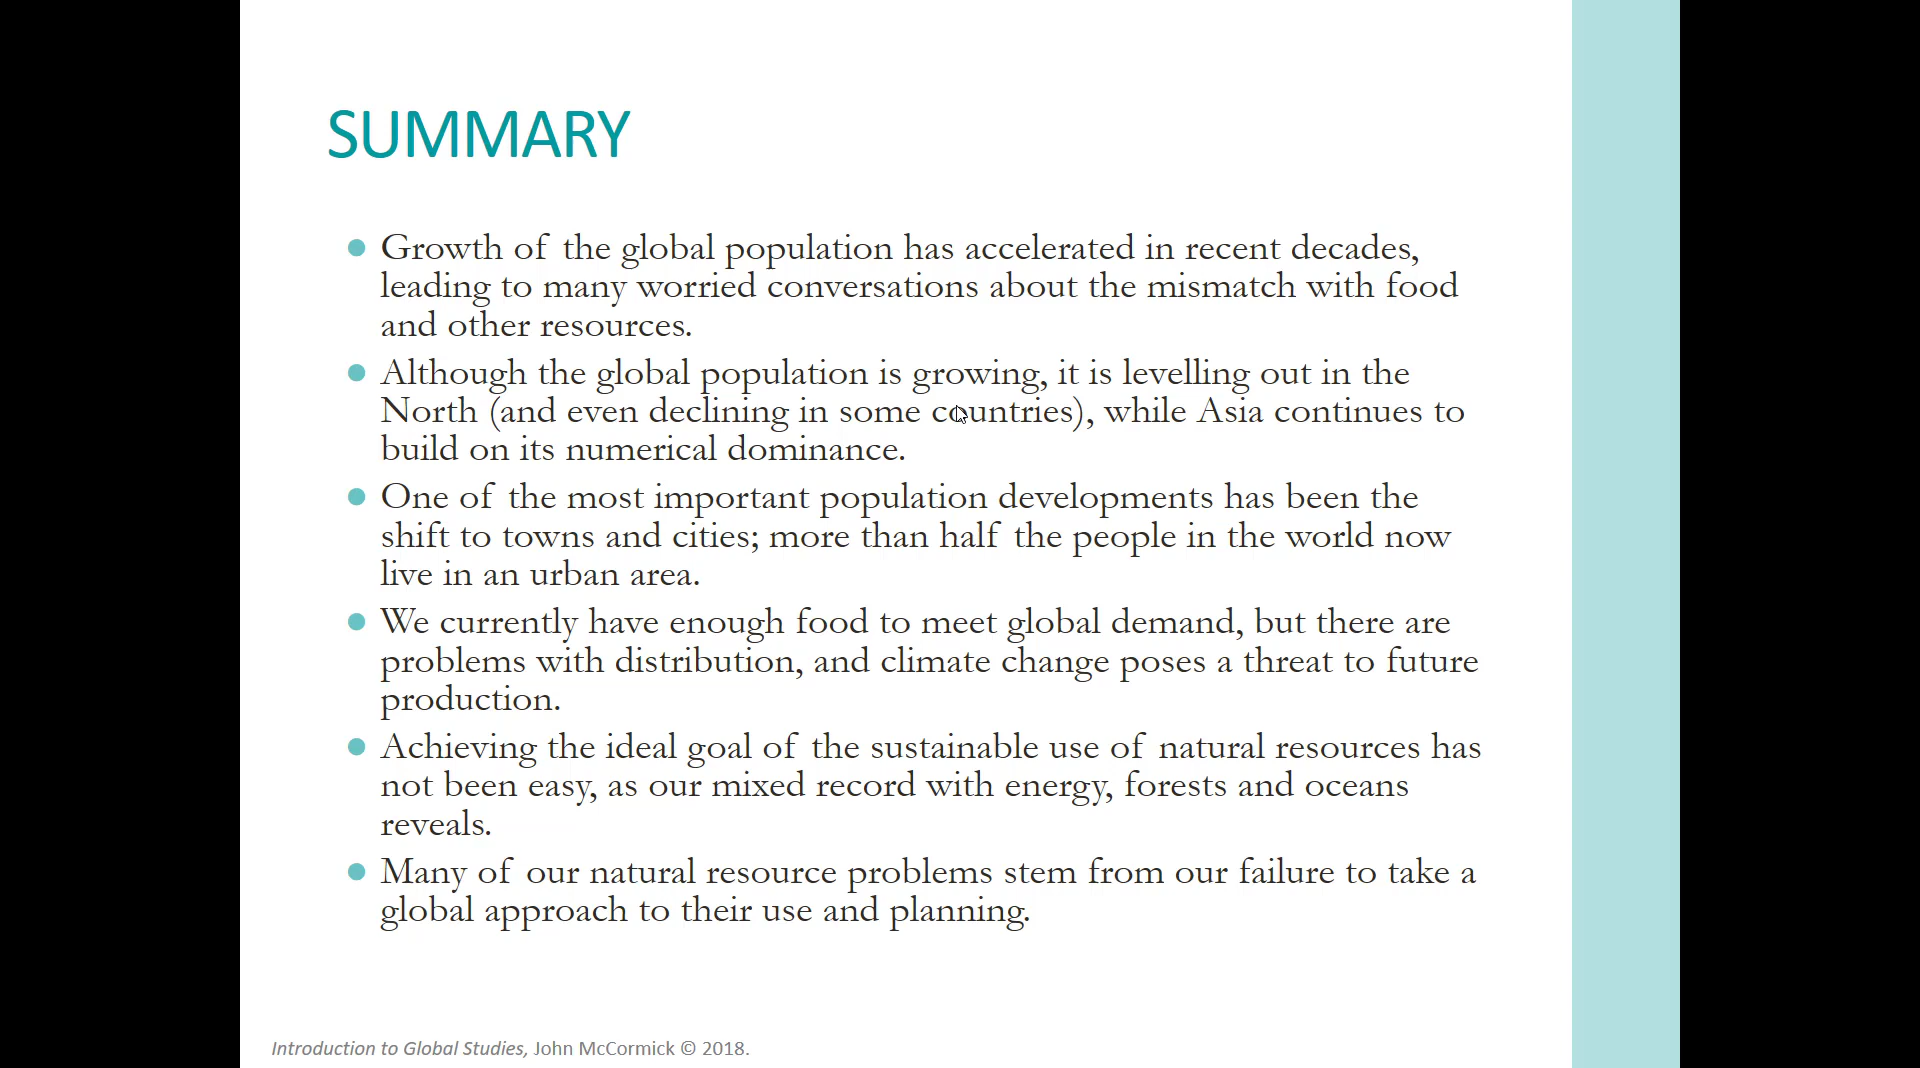 SUMMARY
Growth of the global population has accelerated in recent decades,
leading to many worried conversations about the mismatch with food
and other resources.
Although the global population is growing, it is levelling out in the
North (and even declining in some countries), while Asia continues to
build on its numerical dominance.
One of the most important population developments has been the
shift to towns and cities; more than half the people in the world now
live in an urban area.
We currently have enough food to meet global demand, but there are
problems with distribution, and climate change poses a threat to future
production.
Achieving the ideal goal of the sustainable use of natural resources has
not been easy, as our mixed record with energy, forests and oceans
reveals.
Many of our natural resource problems stem from our failure to take a
global approach to their use and planning.
Introduction to Global Studies, John McCormick © 2018.